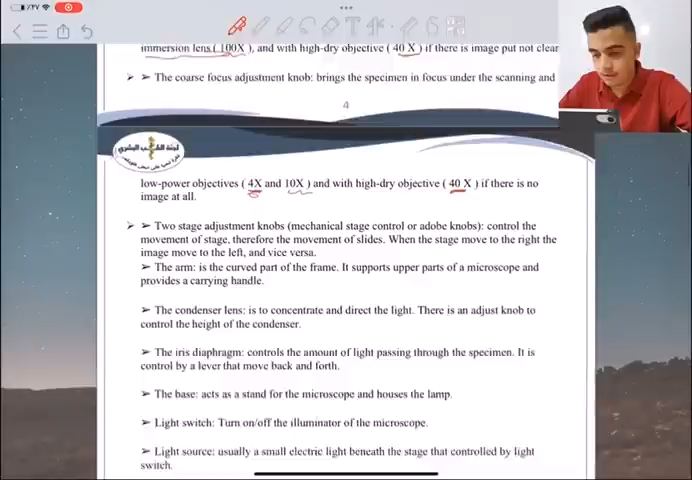 ٪٢٧
immersion lens ( 100X ), and with high-dry objective ( 40 X ) if there is image put not clear
➤ ➤ The coarse focus adjustment knob: brings the specimen in focus under the scanning and
4
لجنة الطب البشري
low-power objectives ( 4X and 10X ) and with high-dry objective ( 40 X ) if there is no
image at all.
➤ ➤ Two stage adjustment knobs (mechanical stage control or adobe knobs): control the
movement of stage, therefore the movement of slides. When the stage move to the right the
image move to the left, and vice versa.
➤ The arm: is the curved part of the frame. It supports upper parts of a microscope and
provides a carrying handle.
➤ The condenser lens: is to concentrate and direct the light. There is an adjust knob to
control the height of the condenser.
➤ The iris diaphragm: controls the amount of light passing through the specimen. It is
control by a lever that move back and forth.
➤ The base: acts as a stand for the microscope and houses the lamp.
➤ Light switch: Turn on/off the illuminator of the microscope.
➤ Light source: usually a small electric light beneath the stage that controlled by light
switch.